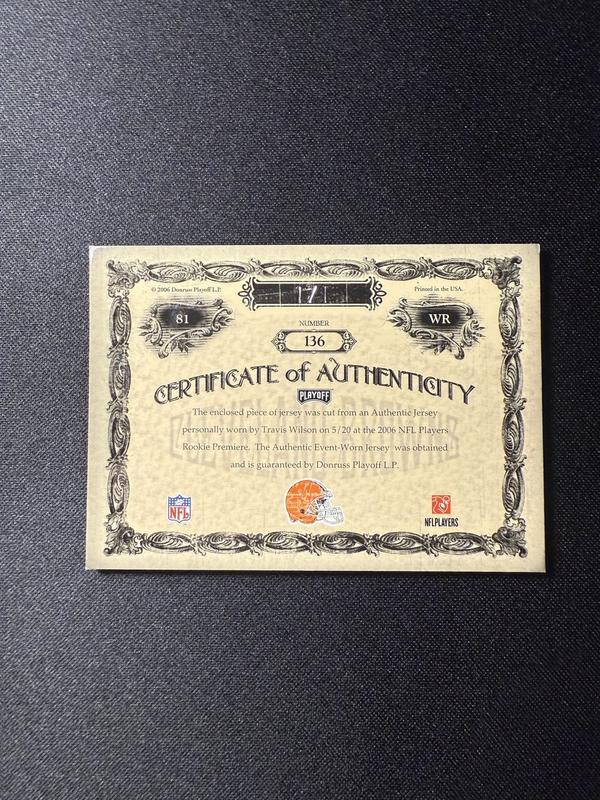 © 2006 Donruss Playoff L.P.
Printed in the U.S.A.
81
WR
NUMBER
136
CERTIFICATE of AUTHENTICITY
PLAYOFF
The enclosed piece of jersey was cut from an Authentic Jersey
personally worn by Travis Wilson on 5/20 at the 2006 NFL Players
Rookie Premiere. The Authentic Event-Worn Jersey was obtained
and is guaranteed by Donruss Playoff L.P.
NFL
NFLPLAYERS